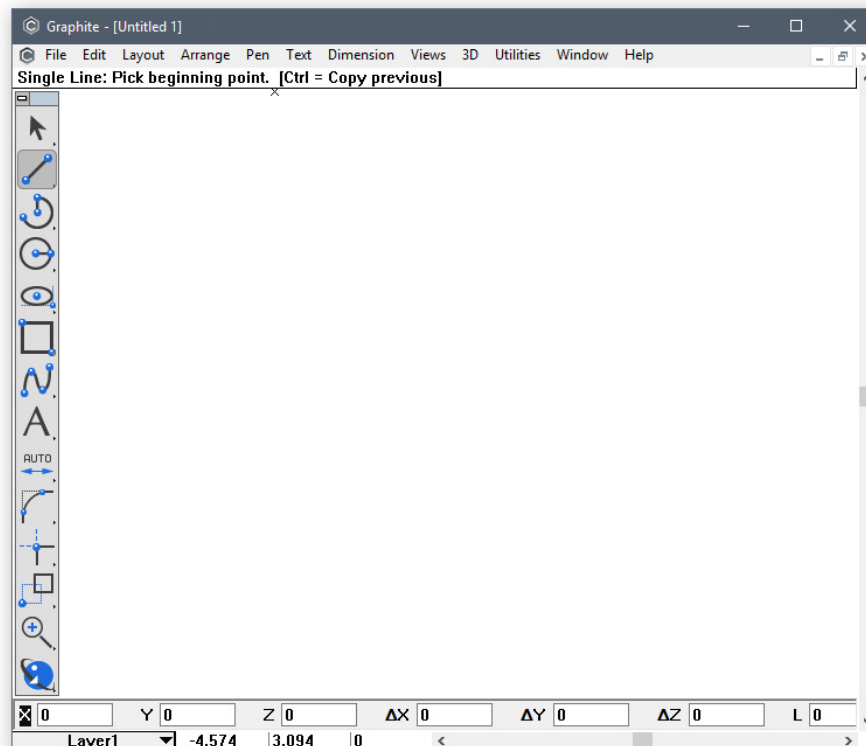 Graphite - [Untitled 1]
File Edit Layout Arrange Pen Text Dimension Views 3D Utilities Window Help
Single Line: Pick beginning point. [Ctrl = Copy previous]
A
AUTO
X 0 Y 0 Z 0 ΔX 0 ΔY 0 ΔZ 0 L 0
Layer1 -4.574 3.094 0